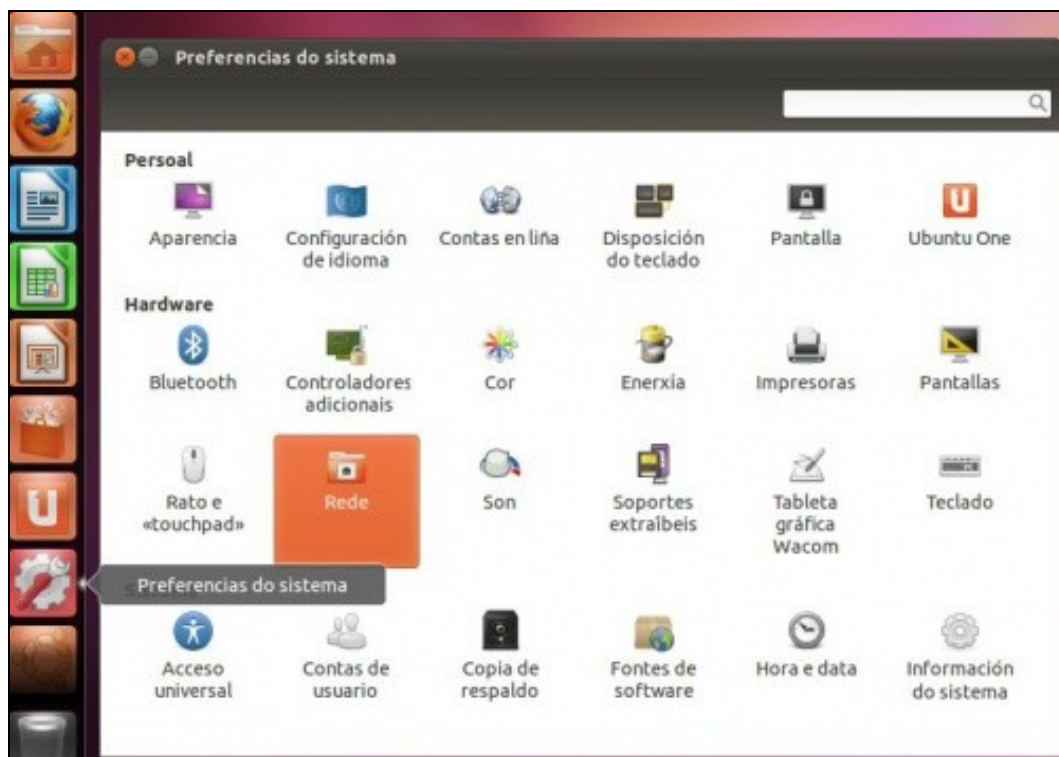 Preferencias do sistema
Persoal
Aparencia
Configuración
de idioma
Contas en liña
Disposición
do teclado
Pantalla
Ubuntu One
Hardware
Bluetooth
Controladores
adicionais
Cor
Enerxía
Impresoras
Pantallas
Rato e
«touchpad»
Rede
Son
Soportes
extraíbeis
Tableta
gráfica
Wacom
Teclado
Preferencias do sistema
Acceso
universal
Contas de
usuario
Copia de
respaldo
Fontes de
software
Hora e data
Información
do sistema